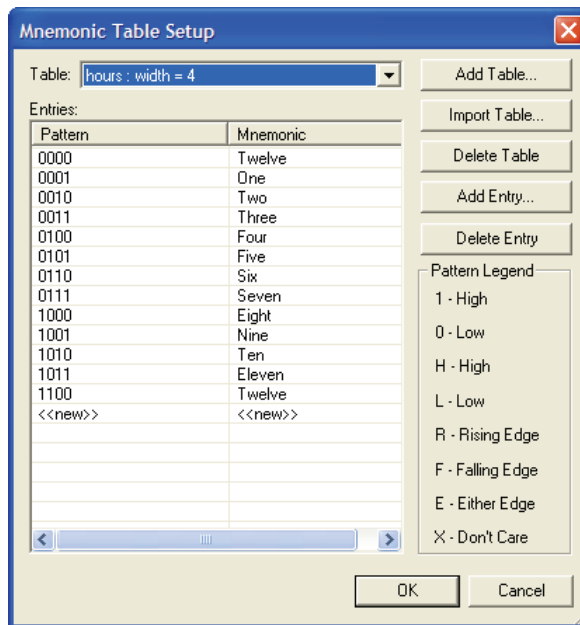 Mnemonic Table Setup
Table: hours : width = 4
Entries:
Pattern Mnemonic
0000 Twelve
0001 One
0010 Two
0011 Three
0100 Four
0101 Five
0110 Six
0111 Seven
1000 Eight
1001 Nine
1010 Ten
1011 Eleven
1100 Twelve
<<new>> <<new>>
Add Table...
Import Table...
Delete Table
Add Entry...
Delete Entry
Pattern Legend
1 - High
0 - Low
H - High
L - Low
R - Rising Edge
F - Falling Edge
E - Either Edge
X - Don't Care
OK Cancel